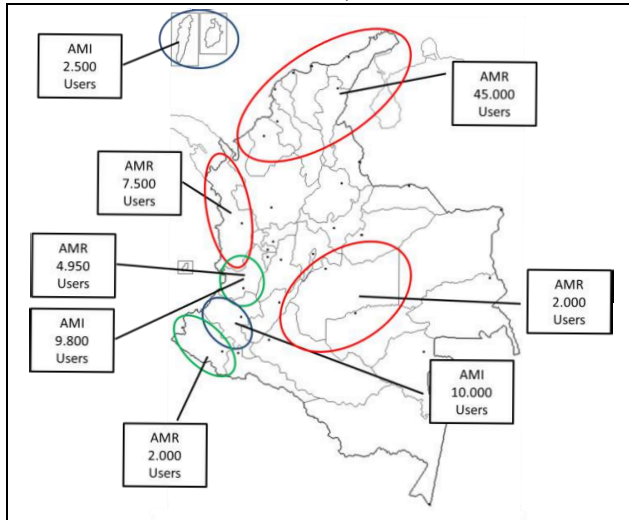 AMI
2.500
Users
AMR
45.000
Users
AMR
7.500
Users
AMR
4.950
Users
AMI
9.800
Users
AMR
2.000
Users
AMR
2.000
Users
AMI
10.000
Users